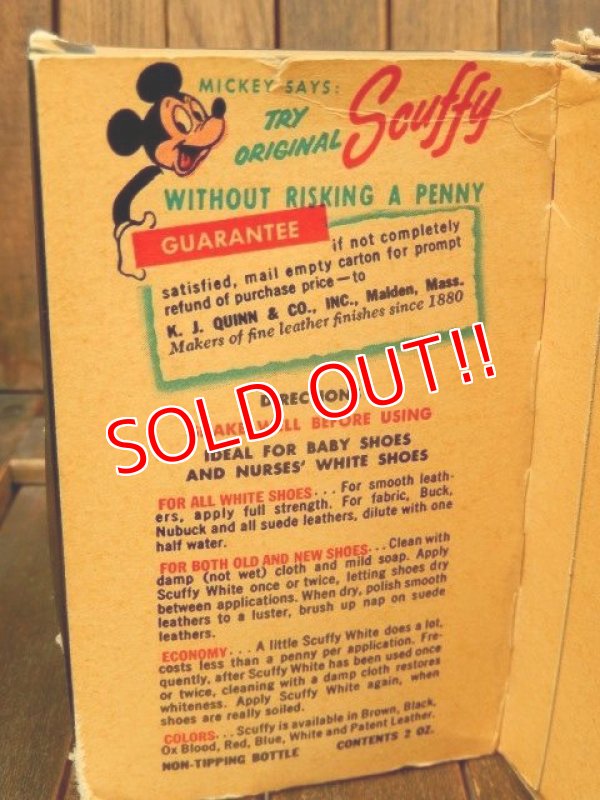 MICKEY SAYS:
TRY
ORIGINAL
Scuffy
WITHOUT RISKING A PENNY
GUARANTEE
if not completely
satisfied, mail empty carton for prompt
refund of purchase price—to
K. J. QUINN & CO., INC., Malden, Mass.
Makers of fine leather finishes since 1880
SOLD OUT!!
DIRECTIONS
WELL BEFORE USING
IDEAL FOR BABY SHOES
AND NURSES' WHITE SHOES
FOR ALL WHITE SHOES... For smooth leath-
ers, apply full strength. For fabric, Buck,
Nubuck and all suede leathers, dilute with one
half water.
FOR BOTH OLD AND NEW SHOES... Clean with
damp (not wet) cloth and mild soap. Apply
Scuffy White once or twice, letting shoes dry
between applications. When dry, polish smooth
leathers to a luster, brush up nap on suede
leathers.
ECONOMY... A little Scuffy White does a lot,
costs less than a penny per application. Fre-
quently, after Scuffy White has been used once
or twice, cleaning with a damp cloth restores
whiteness. Apply Scuffy White again, when
shoes are really soiled.
COLORS... Scuffy is available in Brown, Black,
Ox Blood, Red, Blue, White and Patent Leather.
NON-TIPPING BOTTLE CONTENTS 2 OZ.